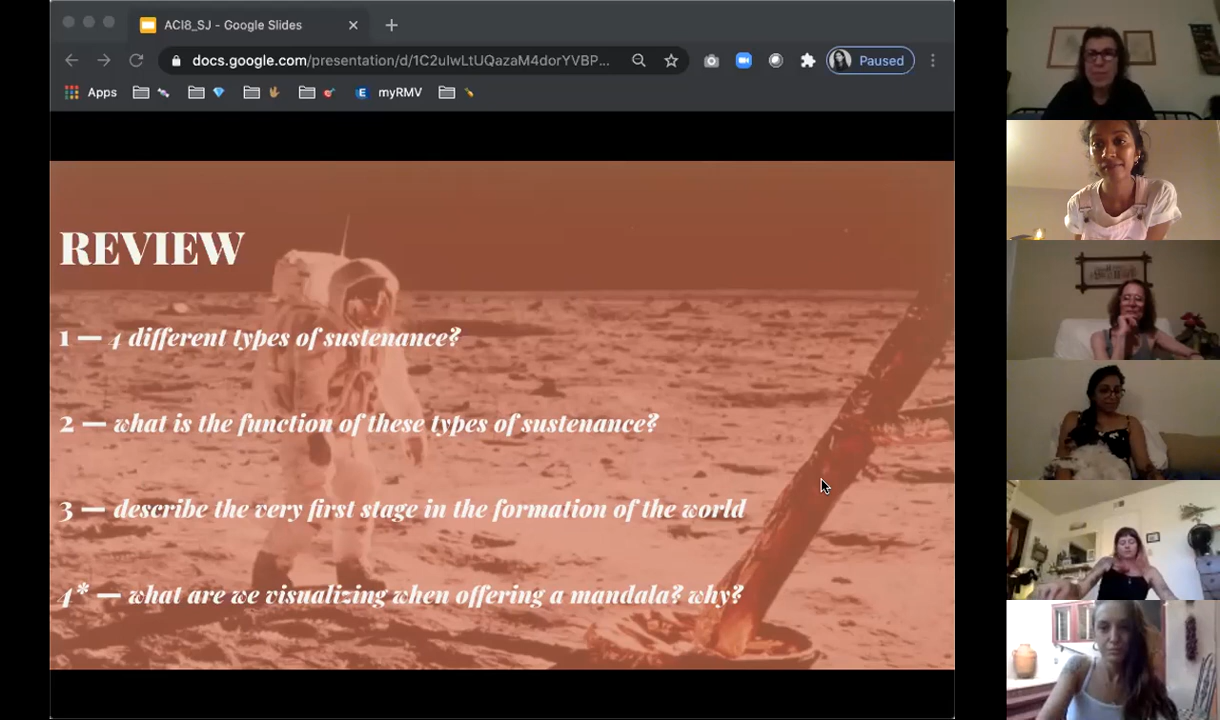 ACI8_SJ - Google Slides
docs.google.com/presentation/d/1C2ulwLtUQazaM4dorYVBP...
Paused
Apps
E myRMV
REVIEW
1 — 4 different types of sustenance?
2 — what is the function of these types of sustenance?
3 — describe the very first stage in the formation of the world
4* — what are we visualizing when offering a mandala? why?